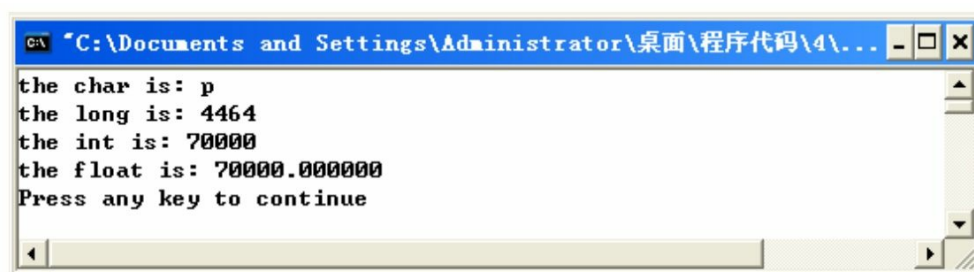 "C:\Documents and Settings\Administrator\桌面\程序代码\4\...
the char is: p
the long is: 4464
the int is: 70000
the float is: 70000.000000
Press any key to continue